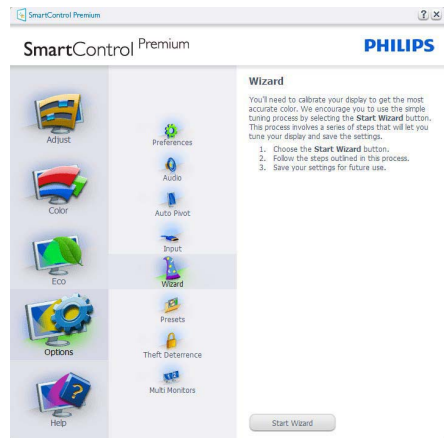 SmartControl Premium
? x
SmartControl Premium
PHILIPS
Adjust
Color
Eco
Options
Help
Preferences
Audio
Auto Pivot
Input
Wizard
Presets
Theft Deterrence
Multi Monitors
Wizard
You'll need to calibrate your display to get the most
accurate color. We encourage you to use the simple
tuning process by selecting the Start Wizard button.
This process involves a series of steps that will let you
tune your display and save the settings.
1. Choose the Start Wizard button.
2. Follow the steps outlined in this process.
3. Save your settings for future use.
Start Wizard